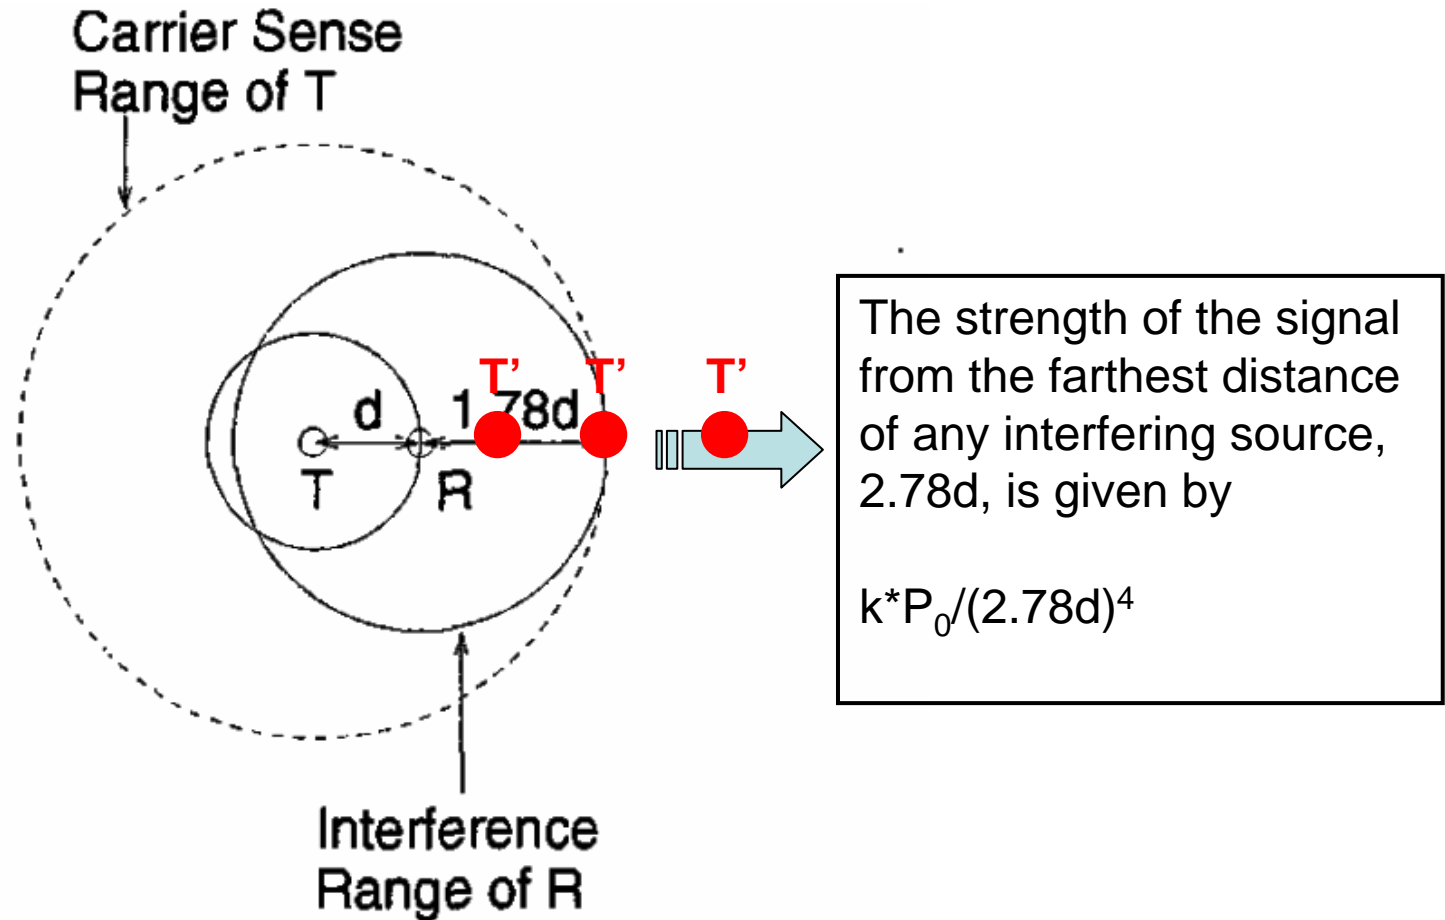 Carrier Sense
Range of T
T’ T’ T’
d 1.78d
T R
Interference
Range of R
The strength of the signal
from the farthest distance
of any interfering source,
2.78d, is given by
k*P₀/(2.78d)⁴